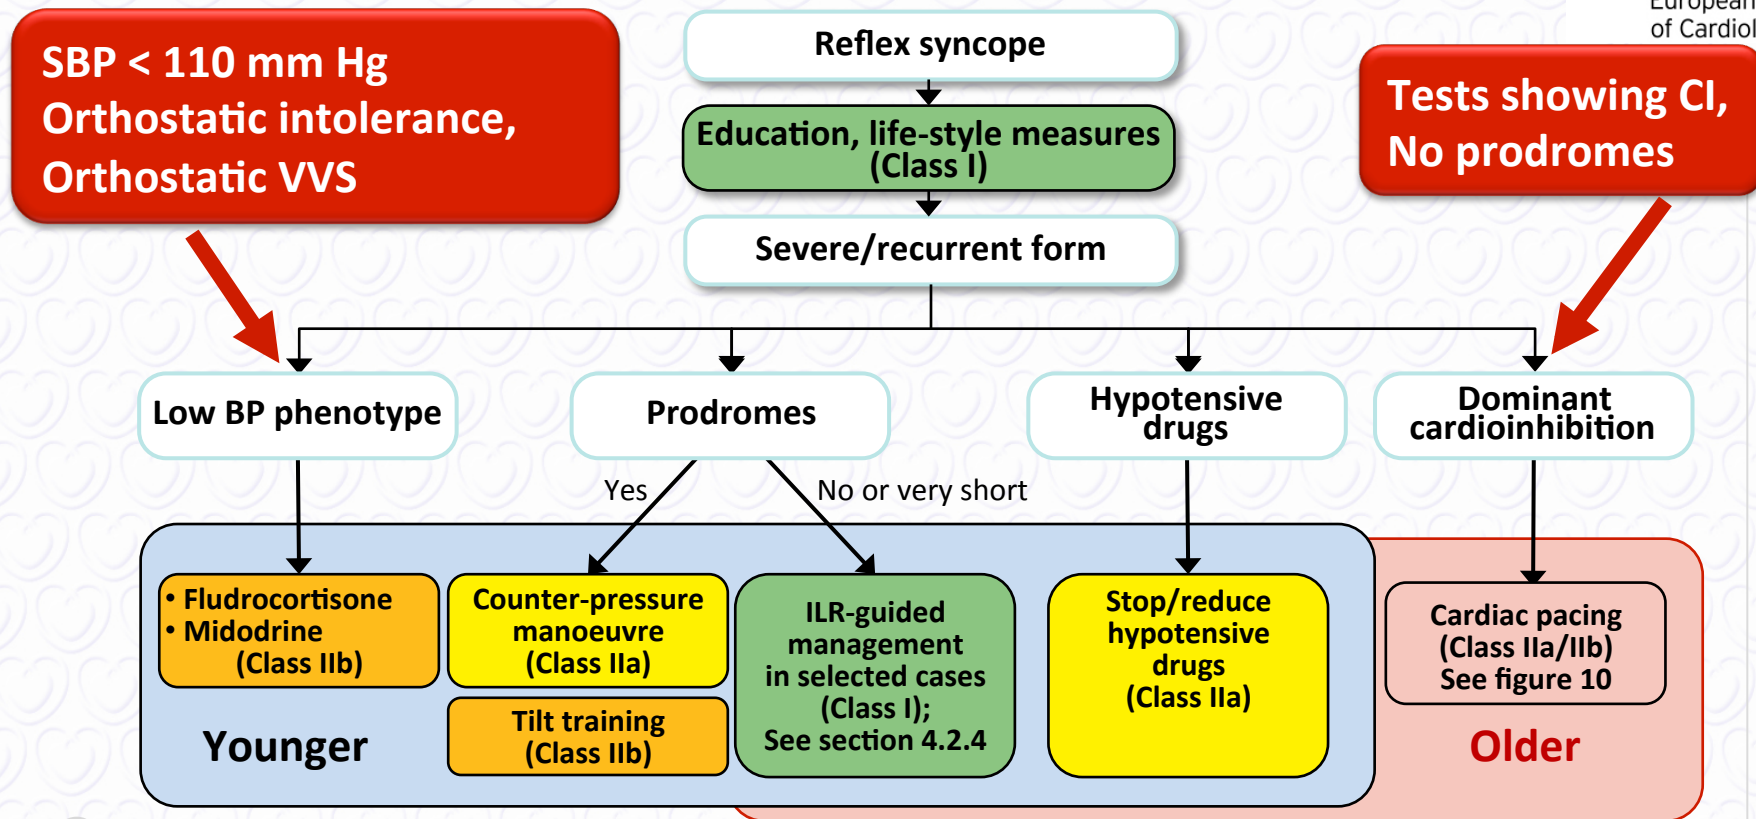 European
of Cardiol
SBP < 110 mm Hg
Orthostatic intolerance,
Orthostatic VVS
Reflex syncope
Education, life-style measures
(Class I)
Severe/recurrent form
Tests showing CI,
No prodromes
Low BP phenotype
Prodromes
Hypotensive
drugs
Dominant
cardioinhibition
Yes
No or very short
• Fludrocortisone
• Midodrine
(Class IIb)
Counter-pressure
manoeuvre
(Class IIa)
Tilt training
(Class IIb)
ILR-guided
management
in selected cases
(Class I);
See section 4.2.4
Stop/reduce
hypotensive
drugs
(Class IIa)
Cardiac pacing
(Class IIa/IIb)
See figure 10
Younger
Older